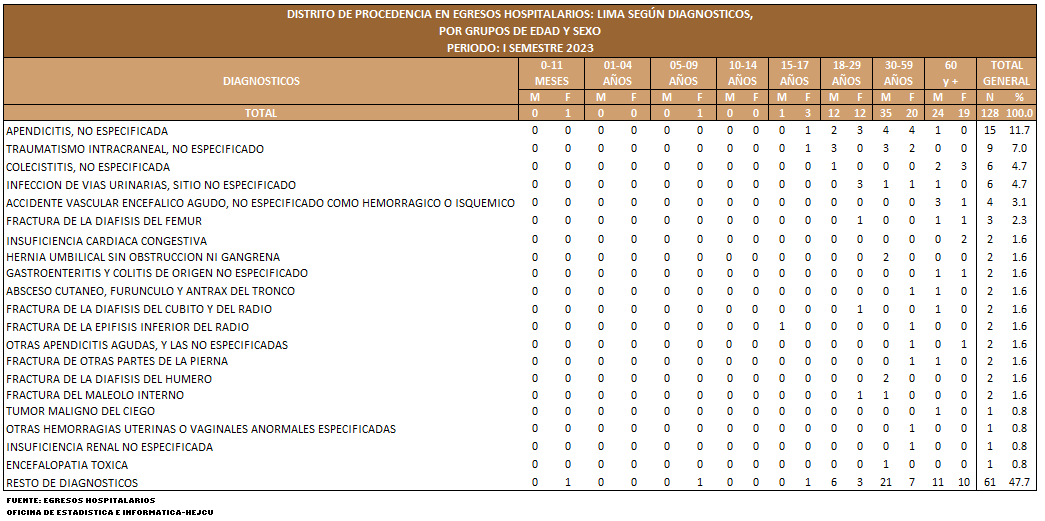 DISTRITO DE PROCEDENCIA EN EGRESOS HOSPITALARIOS: LIMA SEGÚN DIAGNOSTICOS,
POR GRUPOS DE EDAD Y SEXO
PERIODO: I SEMESTRE 2023
DIAGNOSTICOS 0-11 MESES 01-04 AÑOS 05-09 AÑOS 10-14 AÑOS 15-17 AÑOS 18-29 AÑOS 30-59 AÑOS 60 y + TOTAL GENERAL
M F M F M F M F M F M F M F M F N %
TOTAL 0 1 0 0 0 1 0 0 1 3 12 12 35 20 24 19 128 100.0
APENDICITIS, NO ESPECIFICADA 0 0 0 0 0 0 0 0 0 1 2 3 4 4 1 0 15 11.7
TRAUMATISMO INTRACRANEAL, NO ESPECIFICADO 0 0 0 0 0 0 0 0 0 1 3 0 3 2 0 0 9 7.0
COLECISTITIS, NO ESPECIFICADA 0 0 0 0 0 0 0 0 0 0 1 0 0 0 2 3 6 4.7
INFECCION DE VIAS URINARIAS, SITIO NO ESPECIFICADO 0 0 0 0 0 0 0 0 0 0 0 3 1 1 1 0 6 4.7
ACCIDENTE VASCULAR ENCEFALICO AGUDO, NO ESPECIFICADO COMO HEMORRAGICO O ISQUEMICO 0 0 0 0 0 0 0 0 0 0 0 0 0 0 3 1 4 3.1
FRACTURA DE LA DIAFISIS DEL FEMUR 0 0 0 0 0 0 0 0 0 0 0 1 0 0 1 1 3 2.3
INSUFICIENCIA CARDIACA CONGESTIVA 0 0 0 0 0 0 0 0 0 0 0 0 0 0 0 2 2 1.6
HERNIA UMBILICAL SIN OBSTRUCCION NI GANGRENA 0 0 0 0 0 0 0 0 0 0 0 0 2 0 0 0 2 1.6
GASTROENTERITIS Y COLITIS DE ORIGEN NO ESPECIFICADO 0 0 0 0 0 0 0 0 0 0 0 0 0 0 1 1 2 1.6
ABSCESO CUTANEO, FURUNCULO Y ANTRAX DEL TRONCO 0 0 0 0 0 0 0 0 0 0 0 0 0 1 1 0 2 1.6
FRACTURA DE LA DIAFISIS DEL CUBITO Y DEL RADIO 0 0 0 0 0 0 0 0 0 0 0 1 0 0 1 0 2 1.6
FRACTURA DE LA EPIFISIS INFERIOR DEL RADIO 0 0 0 0 0 0 0 0 1 0 0 0 0 1 0 0 2 1.6
OTRAS APENDICITIS AGUDAS, Y LAS NO ESPECIFICADAS 0 0 0 0 0 0 0 0 0 0 0 0 0 1 0 1 2 1.6
FRACTURA DE OTRAS PARTES DE LA PIERNA 0 0 0 0 0 0 0 0 0 0 0 0 0 1 1 0 2 1.6
FRACTURA DE LA DIAFISIS DEL HUMERO 0 0 0 0 0 0 0 0 0 0 0 0 2 0 0 0 2 1.6
FRACTURA DEL MALEOLO INTERNO 0 0 0 0 0 0 0 0 0 0 0 1 1 0 0 0 2 1.6
TUMOR MALIGNO DEL CIEGO 0 0 0 0 0 0 0 0 0 0 0 0 0 0 1 0 1 0.8
OTRAS HEMORRAGIAS UTERINAS O VAGINALES ANORMALES ESPECIFICADAS 0 0 0 0 0 0 0 0 0 0 0 0 0 1 0 0 1 0.8
INSUFICIENCIA RENAL NO ESPECIFICADA 0 0 0 0 0 0 0 0 0 0 0 0 0 1 0 0 1 0.8
ENCEFALOPATIA TOXICA 0 0 0 0 0 0 0 0 0 0 0 0 1 0 0 0 1 0.8
RESTO DE DIAGNOSTICOS 0 1 0 0 0 1 0 0 0 1 6 3 21 7 11 10 61 47.7
FUENTE: EGRESOS HOSPITALARIOS
OFICINA DE ESTADISTICA E INFORMATICA-HEJCU